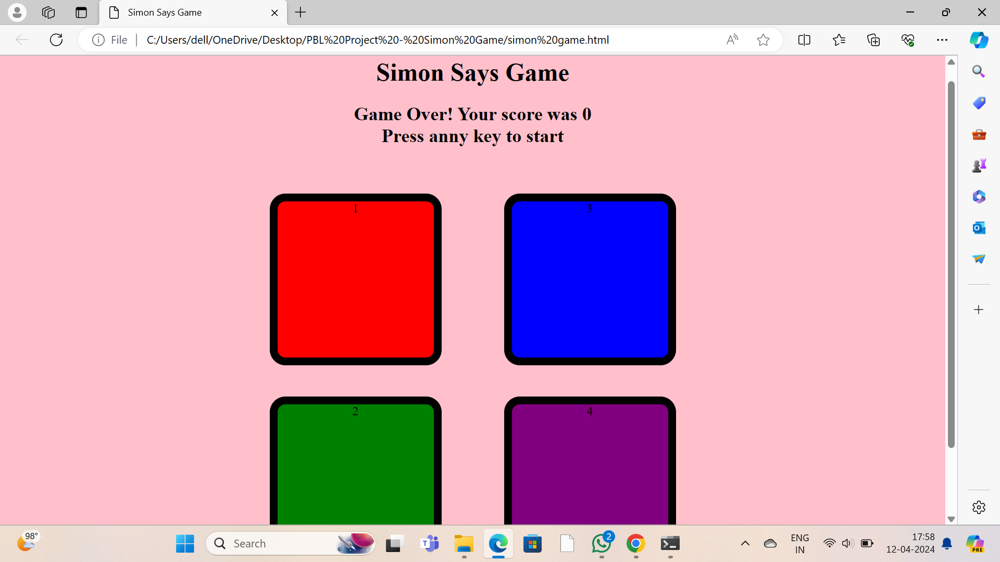 Simon Says Game
File
C:/Users/dell/OneDrive/Desktop/PBL%20Project%20-%20Simon%20Game/simon%20game.html
Simon Says Game
Game Over! Your score was 0
Press anny key to start
1
3
2
4
98°
Search
2
ENG
IN
17:58
12-04-2024
PRE